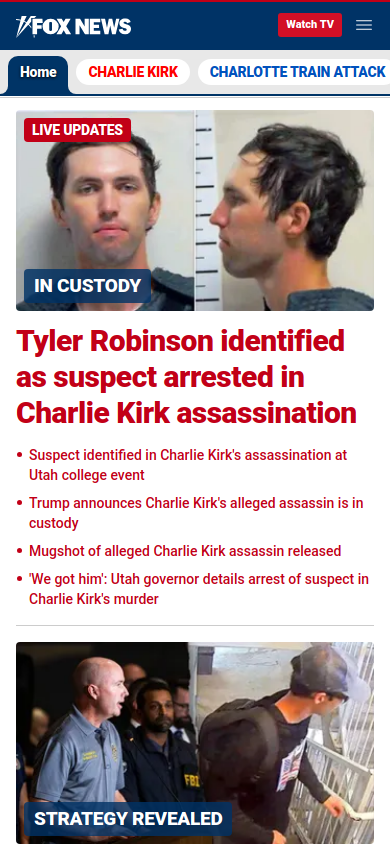 FOX NEWS
Watch TV
Home
CHARLIE KIRK
CHARLOTTE TRAIN ATTACK
LIVE UPDATES
IN CUSTODY
Tyler Robinson identified
as suspect arrested in
Charlie Kirk assassination
• Suspect identified in Charlie Kirk's assassination at
Utah college event
• Trump announces Charlie Kirk's alleged assassin is in
custody
• Mugshot of alleged Charlie Kirk assassin released
• 'We got him': Utah governor details arrest of suspect in
Charlie Kirk's murder
FBI
STRATEGY REVEALED